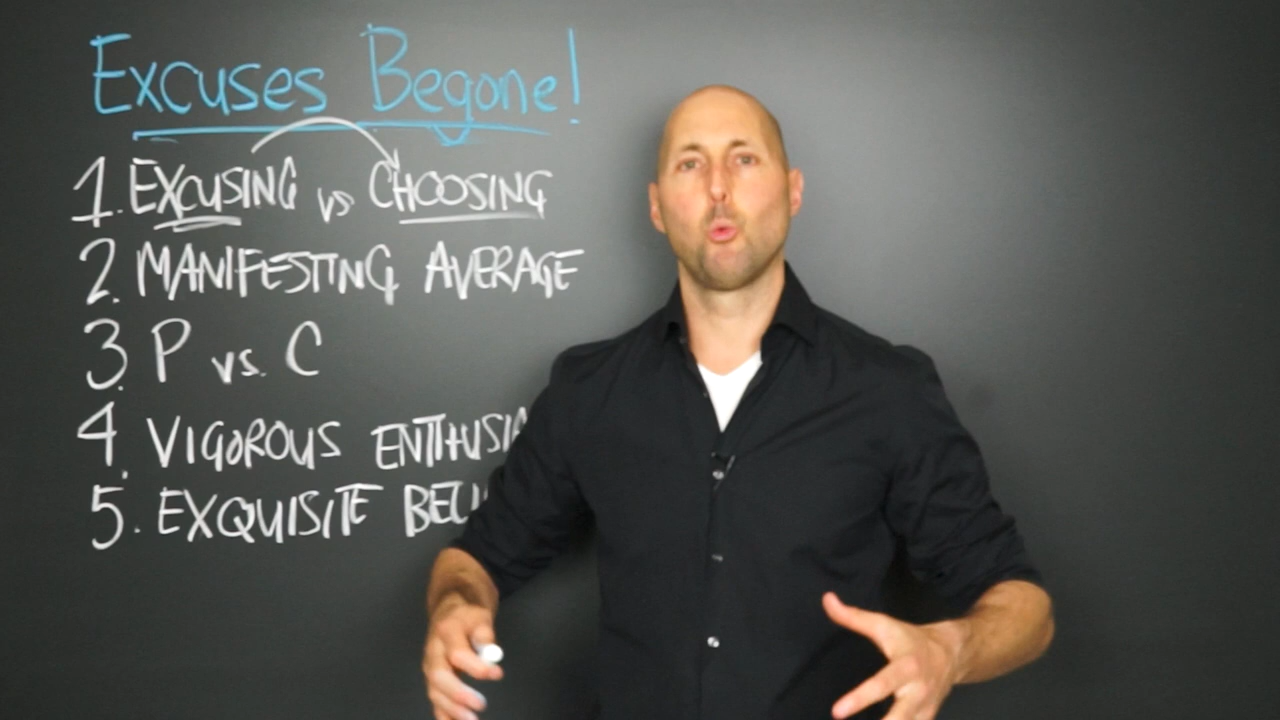 Excuses Begone!
1. EXCUSING vs CHOOSING
2. MANIFESTING AVERAGE
3. P vs. C
4. VIGOROUS
5. EXQUISITE